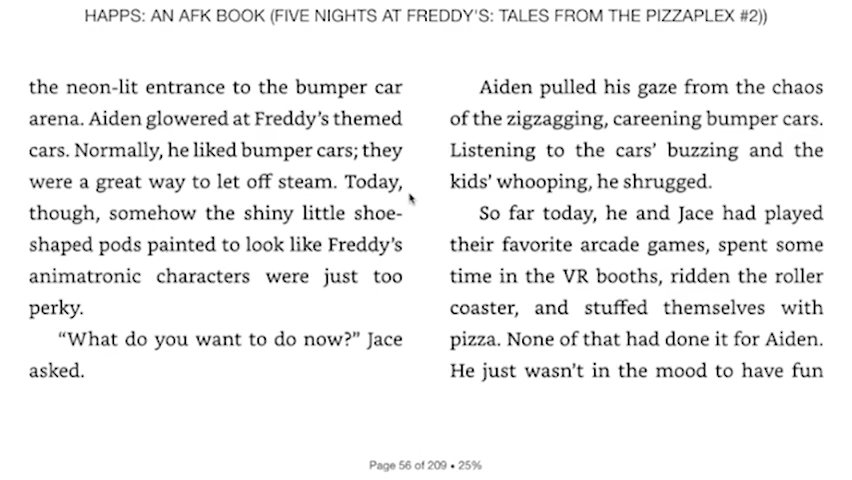 HAPPS: AN AFK BOOK (FIVE NIGHTS AT FREDDY'S: TALES FROM THE PIZZAPLEX #2))
the neon-lit entrance to the bumper car
arena. Aiden glowered at Freddy's themed
cars. Normally, he liked bumper cars; they
were a great way to let off steam. Today,
though, somehow the shiny little shoe-
shaped pods painted to look like Freddy's
animatronic characters were just too
perky.
“What do you want to do now?” Jace
asked.
Aiden pulled his gaze from the chaos
of the zigzagging, careening bumper cars.
Listening to the cars' buzzing and the
kids' whooping, he shrugged.
So far today, he and Jace had played
their favorite arcade games, spent some
time in the VR booths, ridden the roller
coaster, and stuffed themselves with
pizza. None of that had done it for Aiden.
He just wasn't in the mood to have fun
Page 56 of 209 • 25%